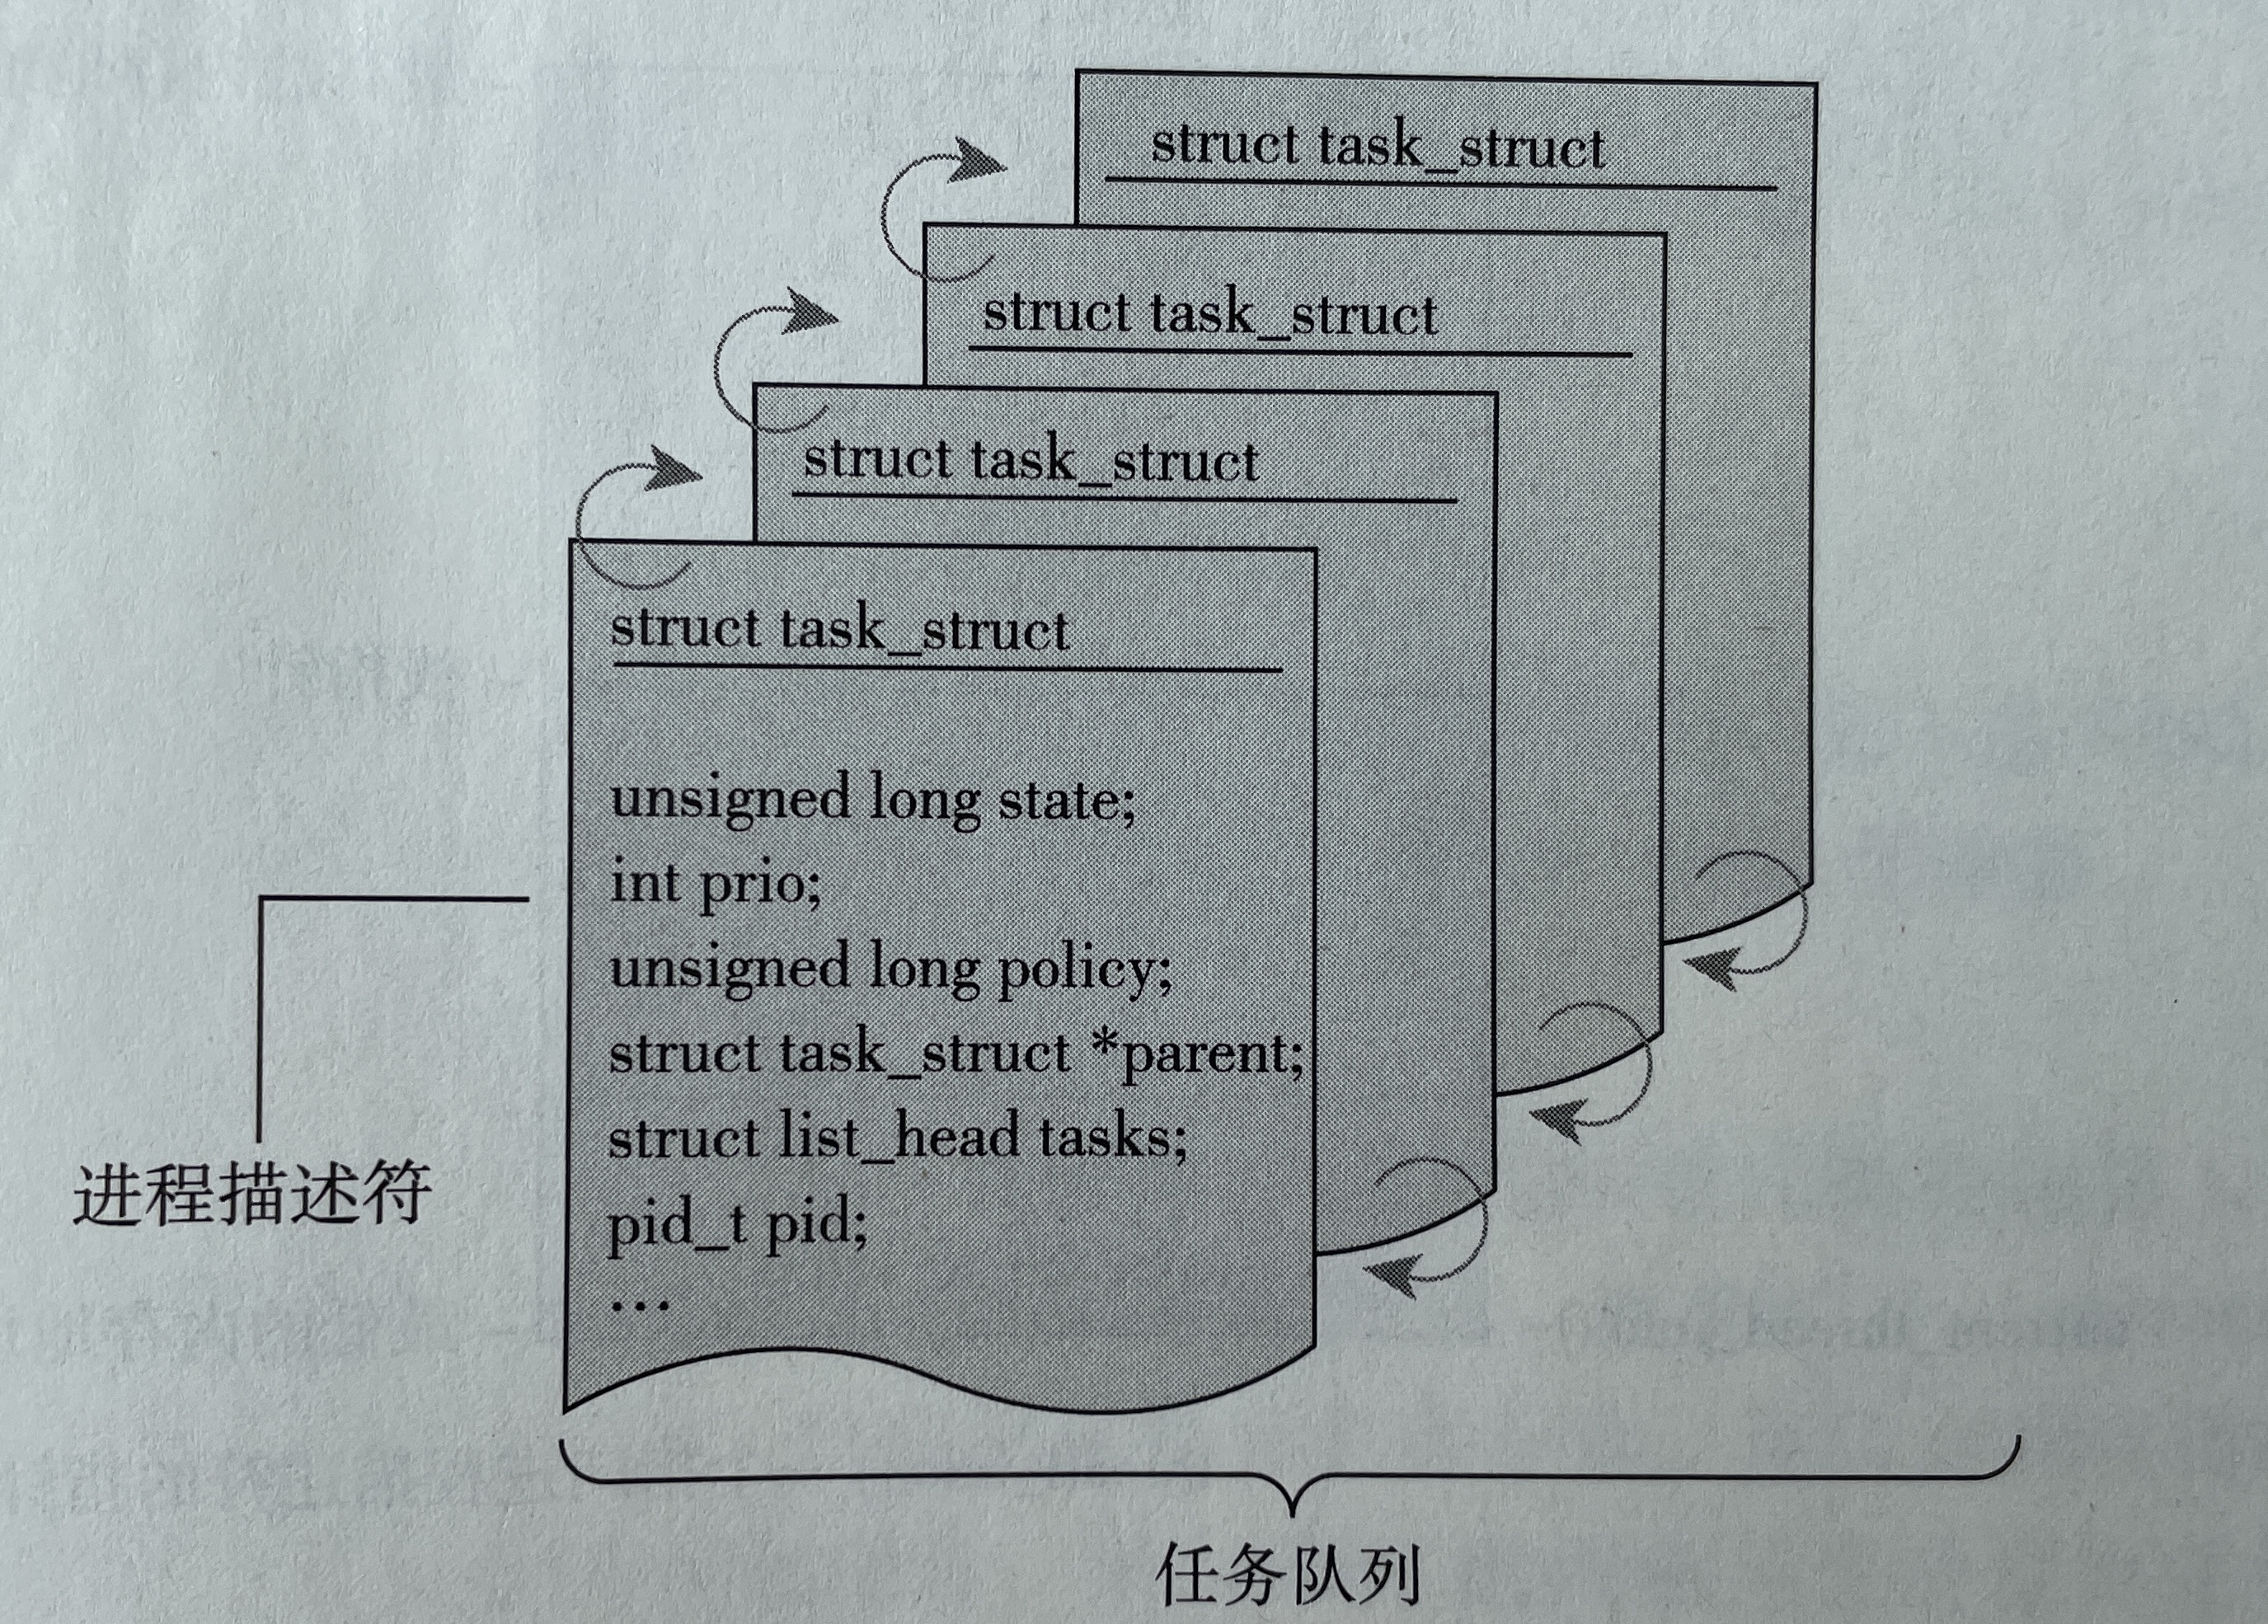 struct task_struct
struct task_struct
struct task_struct
struct task_struct
unsigned long state;
int prio;
unsigned long policy;
struct task_struct *parent;
struct list_head tasks;
pid_t pid;
...
进程描述符
任务队列